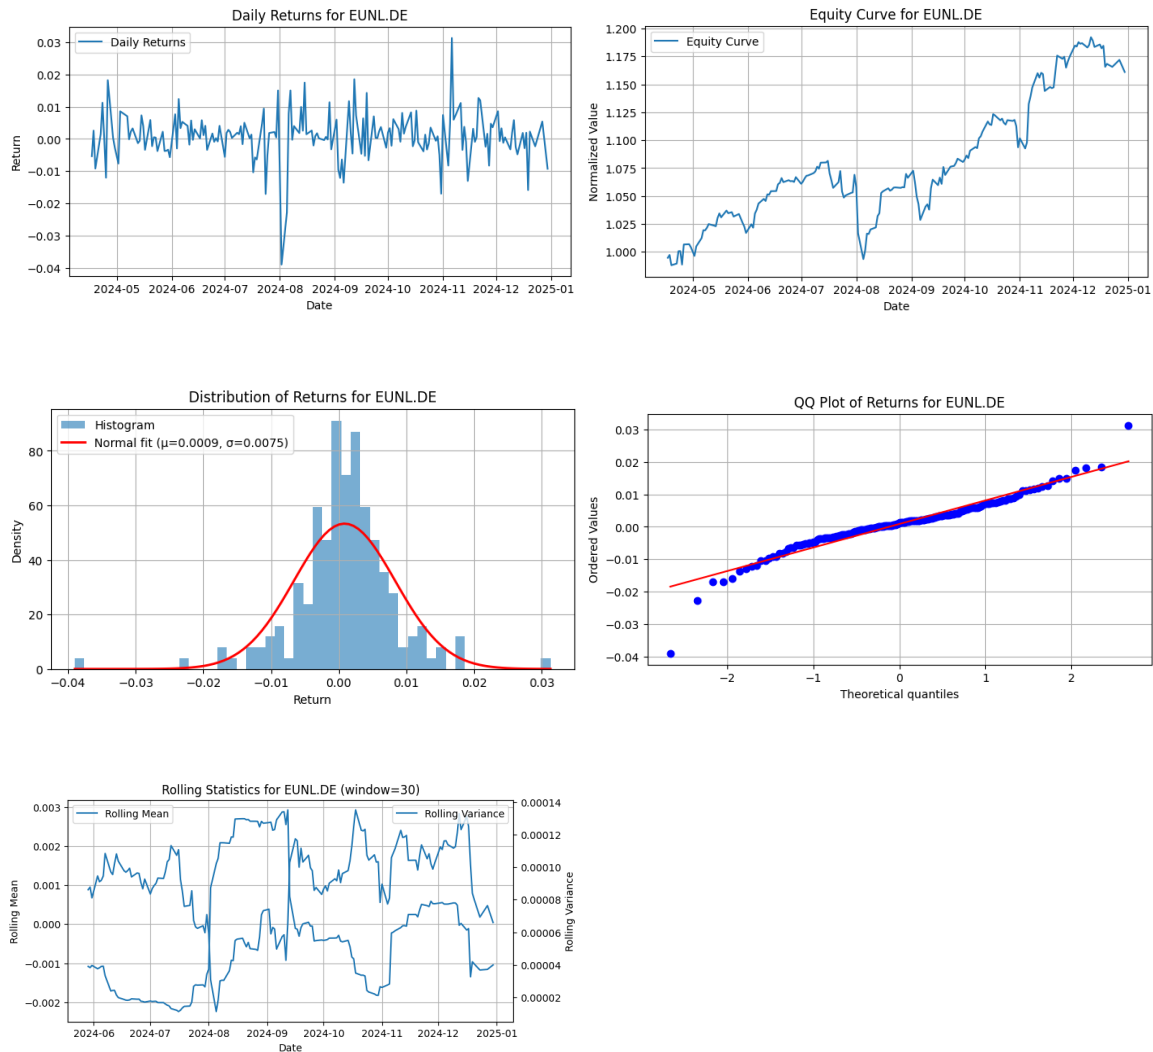 Daily Returns for EUNL.DE
Daily Returns
0.03
0.02
0.01
0.00
−0.01
−0.02
−0.03
−0.04
Return
2024-05 2024-06 2024-07 2024-08 2024-09 2024-10 2024-11 2024-12 2025-01
Date
Equity Curve for EUNL.DE
Equity Curve
1.200
1.175
1.150
1.125
1.100
1.075
1.050
1.025
1.000
Normalized Value
2024-05 2024-06 2024-07 2024-08 2024-09 2024-10 2024-11 2024-12 2025-01
Date
Distribution of Returns for EUNL.DE
Histogram
Normal fit (μ=0.0009, σ=0.0075)
80
60
40
20
0
Density
−0.04 −0.03 −0.02 −0.01 0.00 0.01 0.02 0.03
Return
QQ Plot of Returns for EUNL.DE
0.03
0.02
0.01
0.00
−0.01
−0.02
−0.03
−0.04
Ordered Values
−2 −1 0 1 2
Theoretical quantiles
Rolling Statistics for EUNL.DE (window=30)
Rolling Mean
Rolling Variance
0.003
0.002
0.001
0.000
−0.001
−0.002
Rolling Mean
0.00014
0.00012
0.00010
0.00008
0.00006
0.00004
0.00002
Rolling Variance
2024-06 2024-07 2024-08 2024-09 2024-10 2024-11 2024-12 2025-01
Date